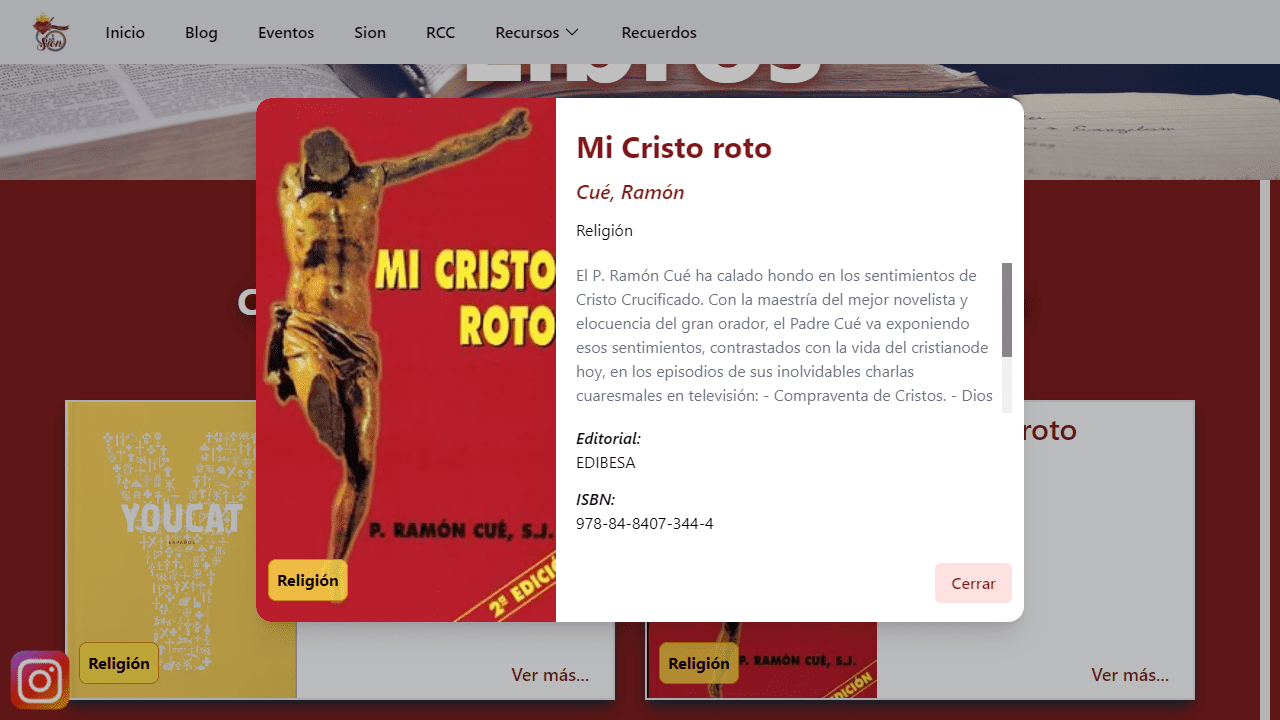 Sion
Inicio
Blog
Eventos
Sion
RCC
Recursos
Recuerdos
Libros
Mi Cristo roto
Cué, Ramón
Religión
El P. Ramón Cué ha calado hondo en los sentimientos de
Cristo Crucificado. Con la maestría del mejor novelista y
elocuencia del gran orador, el Padre Cué va exponiendo
esos sentimientos, contrastados con la vida del cristianode
hoy, en los episodios de sus inolvidables charlas
cuaresmales en televisión: - Compraventa de Cristos. - Dios
Editorial:
EDIBESA
ISBN:
978-84-8407-344-4
Cerrar
MI CRISTO
ROTO
P. RAMÓN CUÉ, S.J.
2ª EDICIÓ
Religión
YOUCAT
ESPAÑOL
Religión
Ver más...
roto
P. RAMÓN CUÉ, S.J.
EDICIÓN
Religión
Ver más...